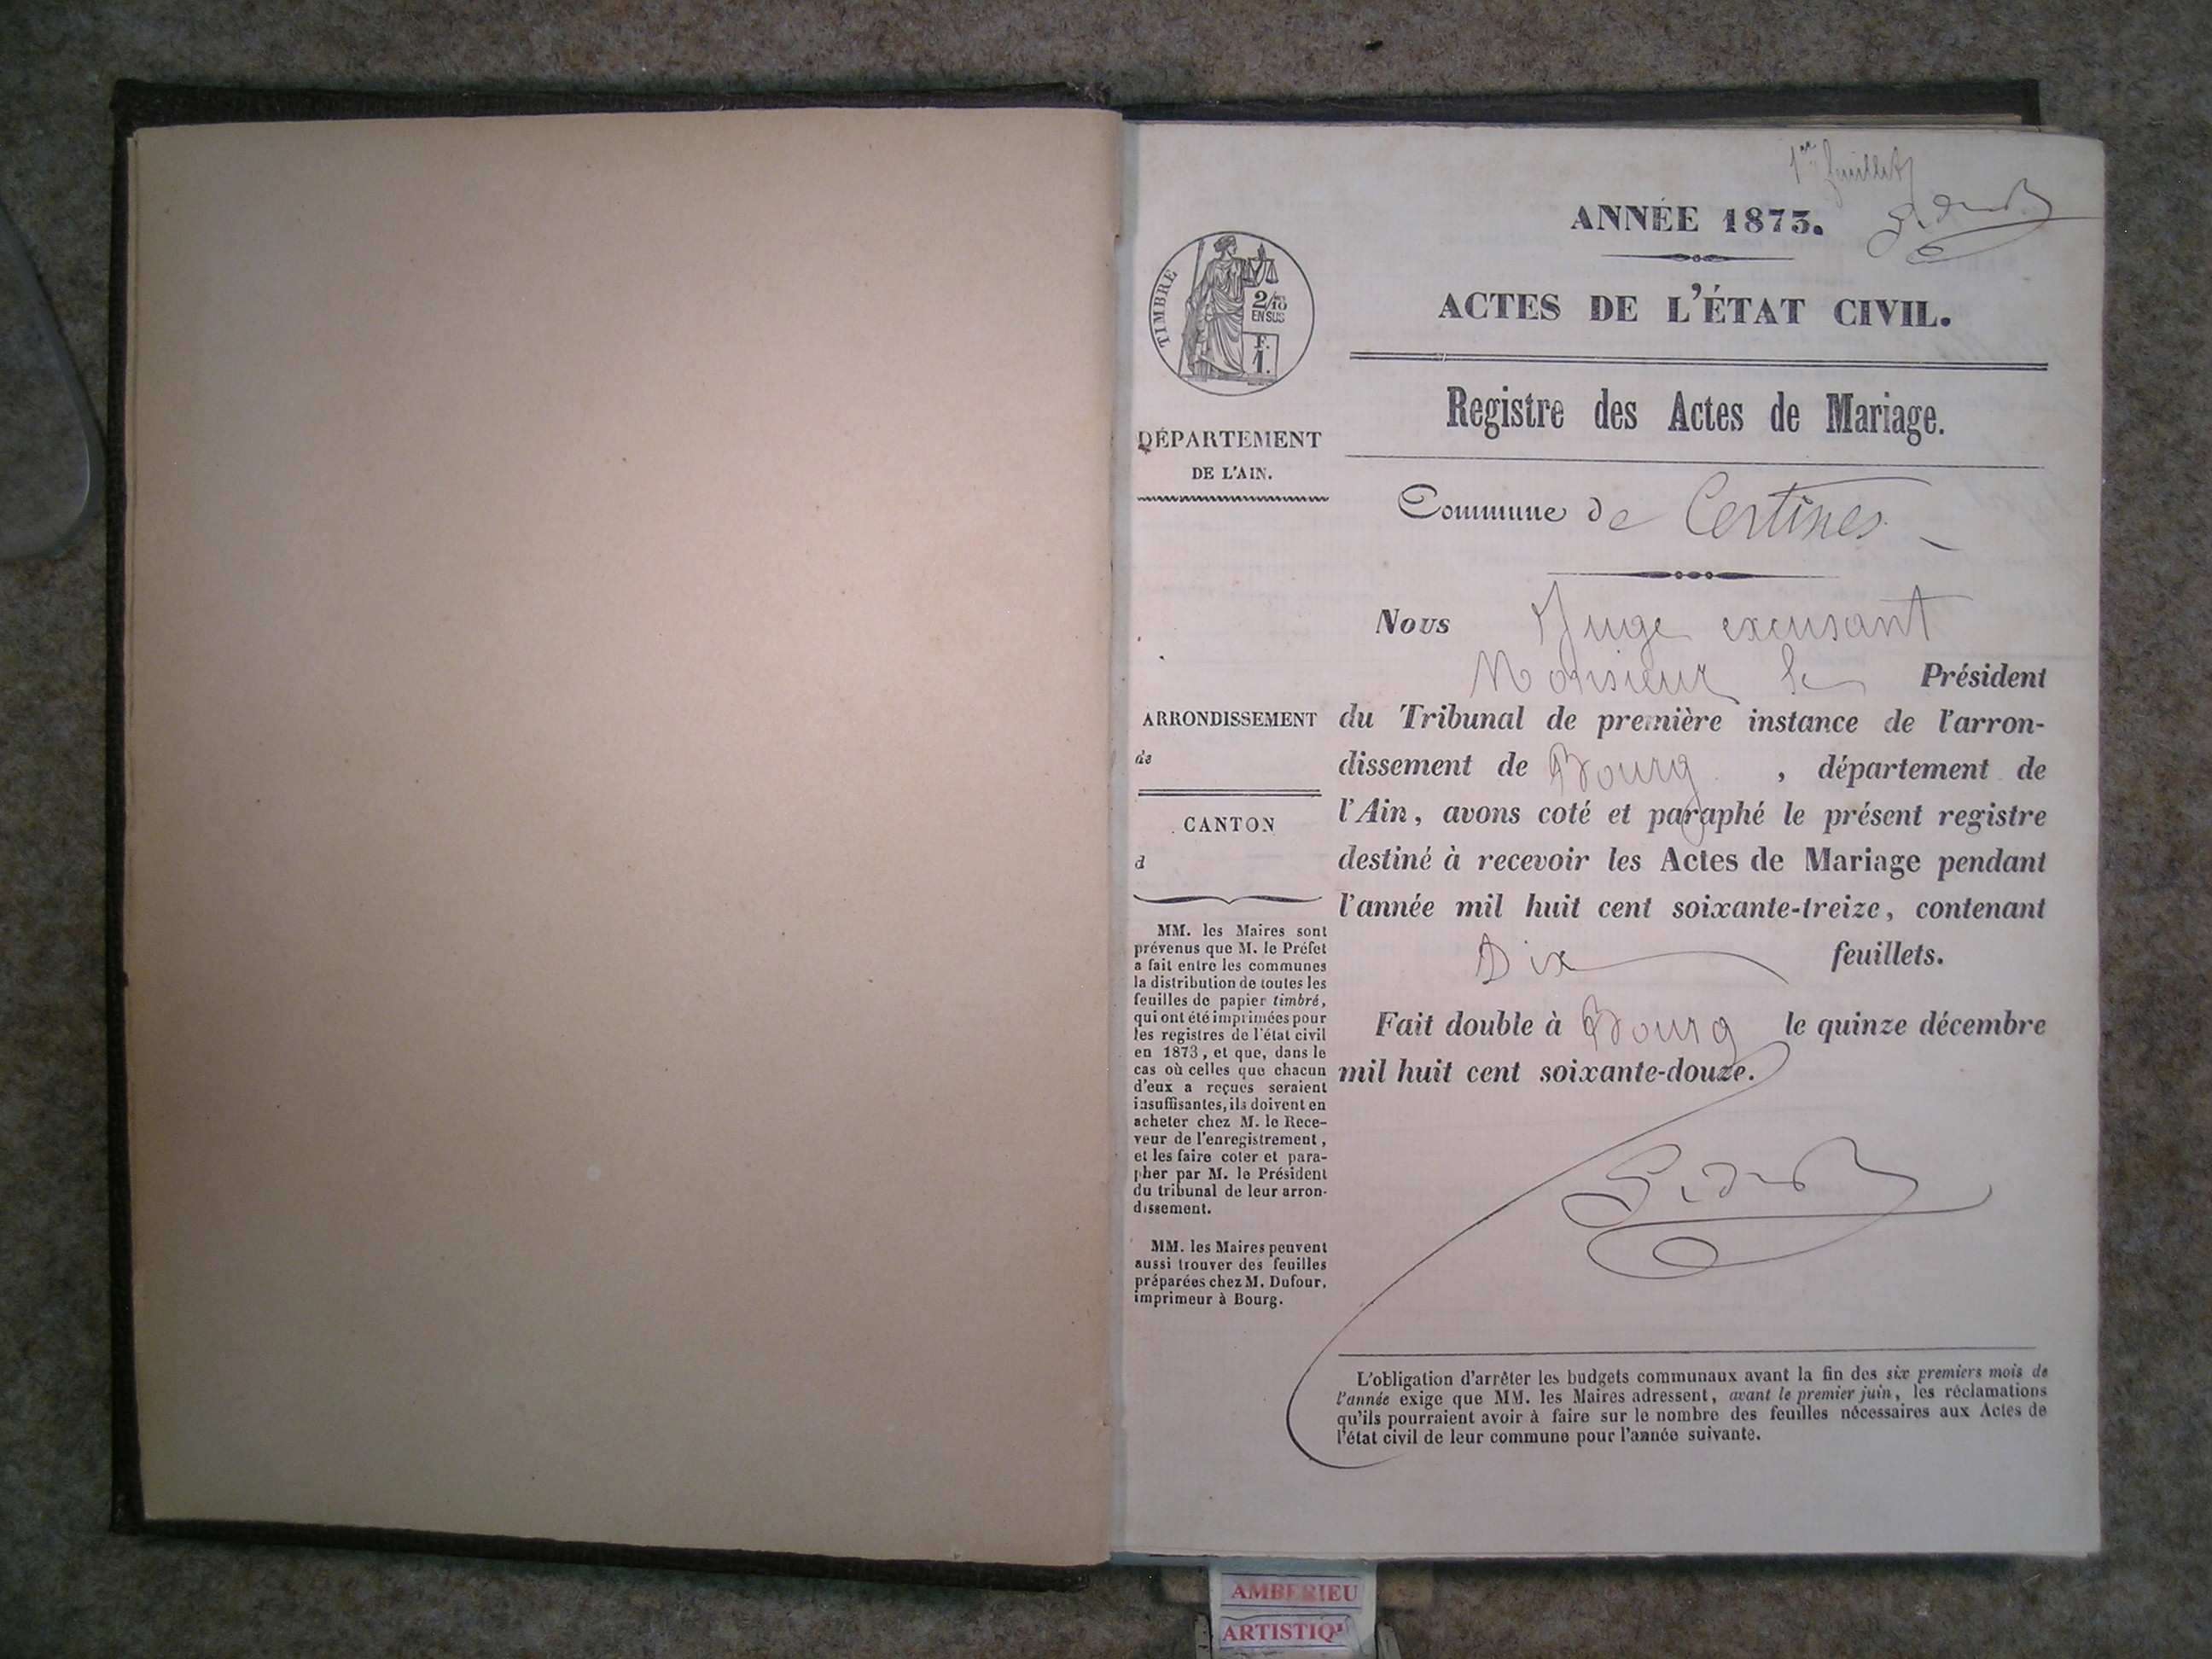 1er feuillet
ANNÉE 1873.
ACTES DE L'ÉTAT CIVIL.
Registre des Actes de Mariage.
Commune de Certines
Nous Juge excusant
Monsieur le Président
du Tribunal de première instance de l'arron-
dissement de Bourg, département de
l'Ain, avons coté et paraphé le présent registre
destiné à recevoir les Actes de Mariage pendant
l'année mil huit cent soixante-treize, contenant
Dix feuillets.
Fait double à Bourg le quinze décembre
mil huit cent soixante-douze.
TIMBRE
2/10
EN SUS
F.
1.
DÉPARTEMENT
DE L'AIN.
ARRONDISSEMENT
de
CANTON
d
MM. les Maires sont
prévenus que M. le Préfet
a fait entre les communes
la distribution de toutes les
feuilles de papier timbré,
qui ont été imprimées pour
les registres de l'état civil
en 1873, et que, dans le
cas où celles que chacun
d'eux a reçues seraient
insuffisantes, ils doivent en
acheter chez M. le Rece-
veur de l'enregistrement,
et les faire coter et para-
pher par M. le Président
du tribunal de leur arron-
dissement.
MM. les Maires peuvent
aussi trouver des feuilles
préparées chez M. Dufour,
imprimeur à Bourg.
L'obligation d'arrêter les budgets communaux avant la fin des six premiers mois de
l'année exige que MM. les Maires adressent, avant le premier juin, les réclamations
qu'ils pourraient avoir à faire sur le nombre des feuilles nécessaires aux Actes de
l'état civil de leur commune pour l'année suivante.
AMBERIEU
ARTISTIQU